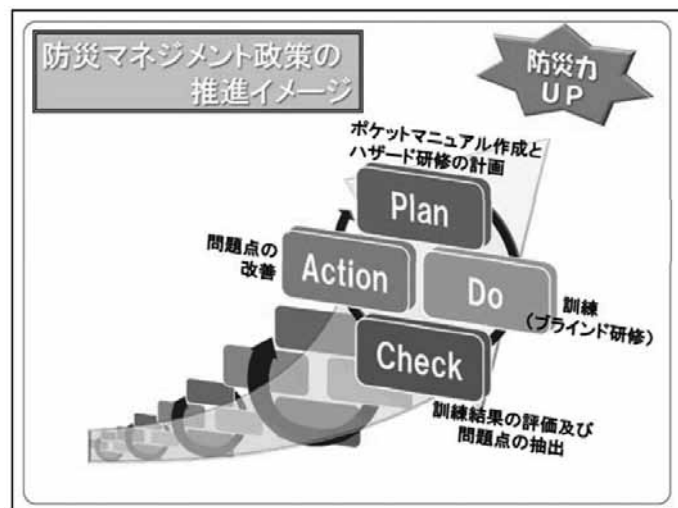 防災マネジメント政策の
推進イメージ
防災力
UP
ポケットマニュアル作成と
ハザード研修の計画
Plan
問題点の
改善
Action
Do
訓練
（ブラインド研修）
Check
訓練結果の評価及び
問題点の抽出